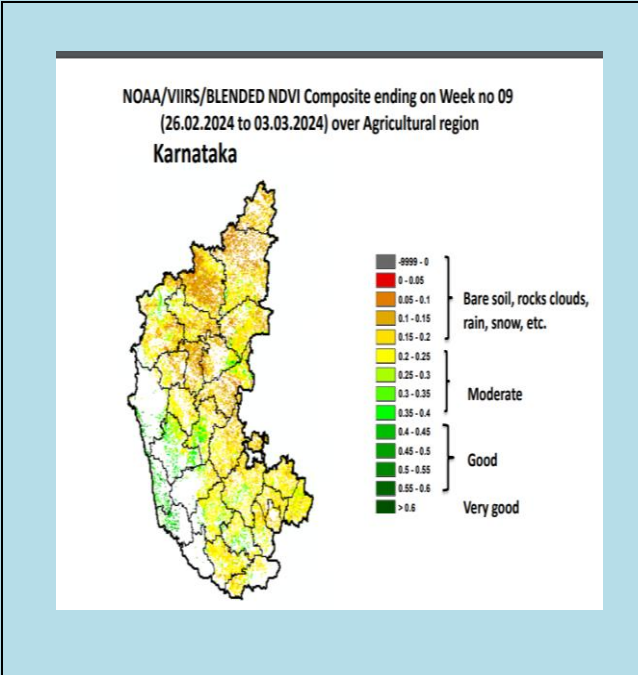 NOAA/VIIRS/BLENDED NDVI Composite ending on Week no 09
(26.02.2024 to 03.03.2024) over Agricultural region
Karnataka
-9999 - 0
0 - 0.05
0.05 - 0.1
0.1 - 0.15
0.15 - 0.2
0.2 - 0.25
0.25 - 0.3
0.3 - 0.35
0.35 - 0.4
0.4 - 0.45
0.45 - 0.5
0.5 - 0.55
0.55 - 0.6
> 0.6
Bare soil, rocks clouds,
rain, snow, etc.
Moderate
Good
Very good